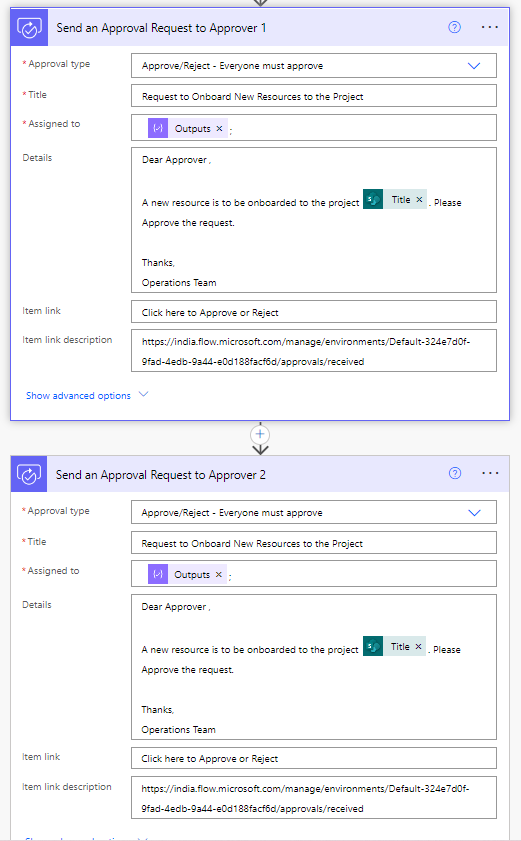 Send an Approval Request to Approver 1
* Approval type
Approve/Reject - Everyone must approve
* Title
Request to Onboard New Resources to the Project
* Assigned to
Outputs × ;
Details
Dear Approver ,
A new resource is to be onboarded to the project Title × . Please
Approve the request.
Thanks,
Operations Team
Item link
Click here to Approve or Reject
Item link description
https://india.flow.microsoft.com/manage/environments/Default-324e7d0f-
9fad-4edb-9a44-e0d188facf6d/approvals/received
Show advanced options
Send an Approval Request to Approver 2
* Approval type
Approve/Reject - Everyone must approve
* Title
Request to Onboard New Resources to the Project
* Assigned to
Outputs × ;
Details
Dear Approver ,
A new resource is to be onboarded to the project Title × . Please
Approve the request.
Thanks,
Operations Team
Item link
Click here to Approve or Reject
Item link description
https://india.flow.microsoft.com/manage/environments/Default-324e7d0f-
9fad-4edb-9a44-e0d188facf6d/approvals/received